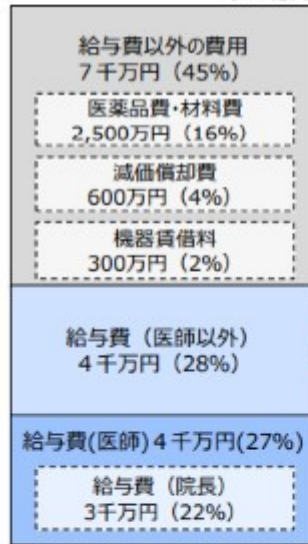 給与費以外の費用
7千万円（45%）
医薬品費・材料費
2,500万円（16%）
減価償却費
600万円（4%）
機器賃借料
300万円（2%）
給与費（医師以外）
4千万円（28%）
給与費(医師)４千万円(27%)
給与費（院長）
3千万円（22%）